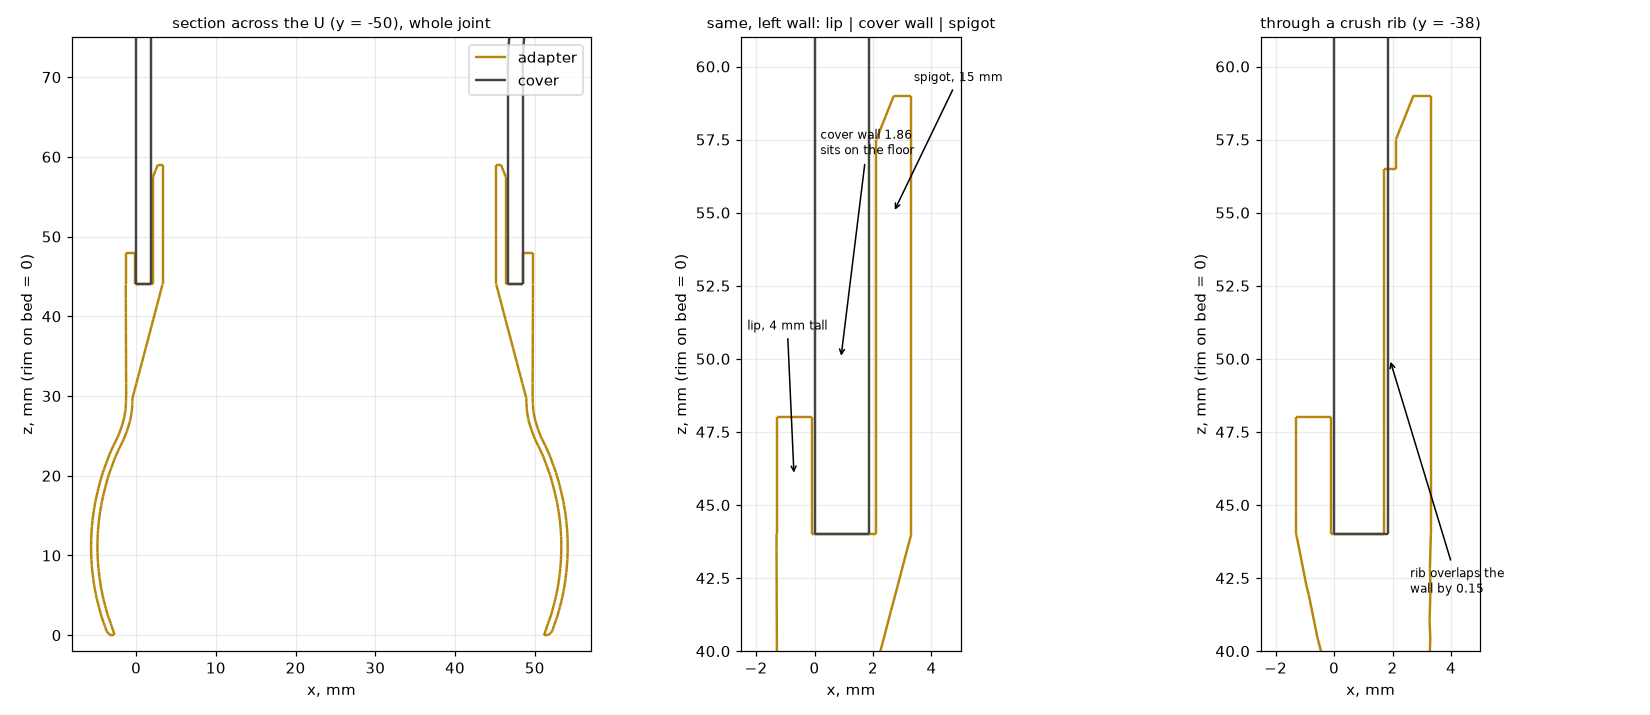 section across the U (y = -50), whole joint
adapter
cover
70
60
50
40
30
20
10
0
z, mm (rim on bed = 0)
0
10
20
30
40
50
x, mm
same, left wall: lip | cover wall | spigot
spigot, 15 mm
cover wall 1.86
sits on the floor
lip, 4 mm tall
60.0
57.5
55.0
52.5
50.0
47.5
45.0
42.5
40.0
z, mm (rim on bed = 0)
−2
0
2
4
x, mm
through a crush rib (y = -38)
rib overlaps the
wall by 0.15
60.0
57.5
55.0
52.5
50.0
47.5
45.0
42.5
40.0
z, mm (rim on bed = 0)
−2
0
2
4
x, mm